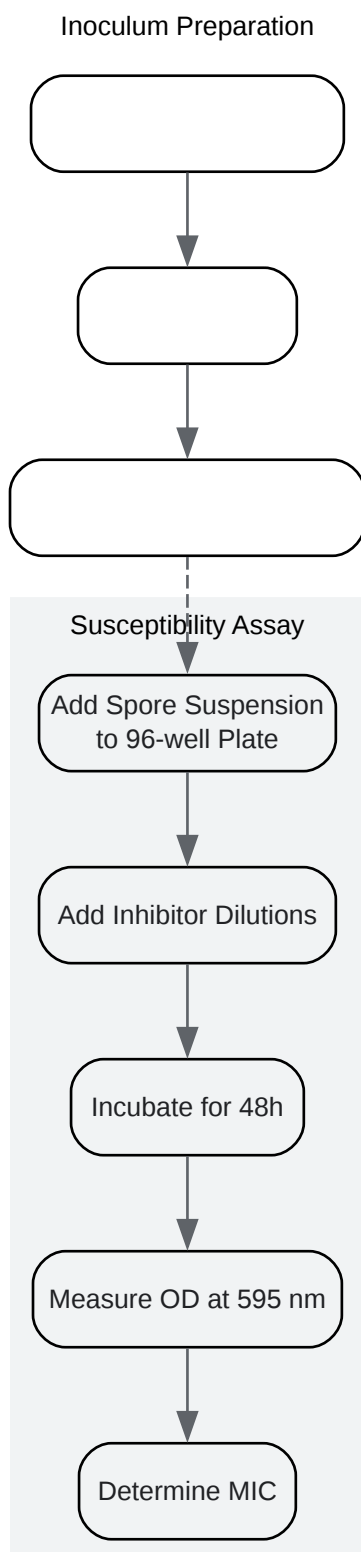 Inoculum Preparation
Susceptibility Assay
Add Spore Suspension
to 96-well Plate
Add Inhibitor Dilutions
Incubate for 48h
Measure OD at 595 nm
Determine MIC